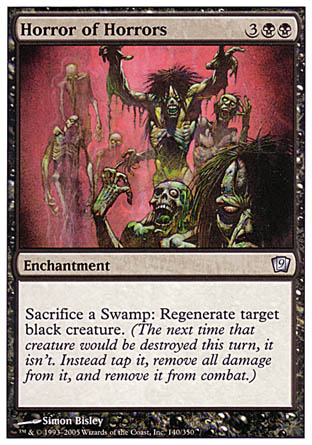 Horror of Horrors 3
Enchantment 9
Sacrifice a Swamp: Regenerate target
black creature. (The next time that
creature would be destroyed this turn, it
isn't. Instead tap it, remove all damage
from it, and remove it from combat.)
Simon Bisley
™ & © 1993–2005 Wizards of the Coast, Inc. 140/350